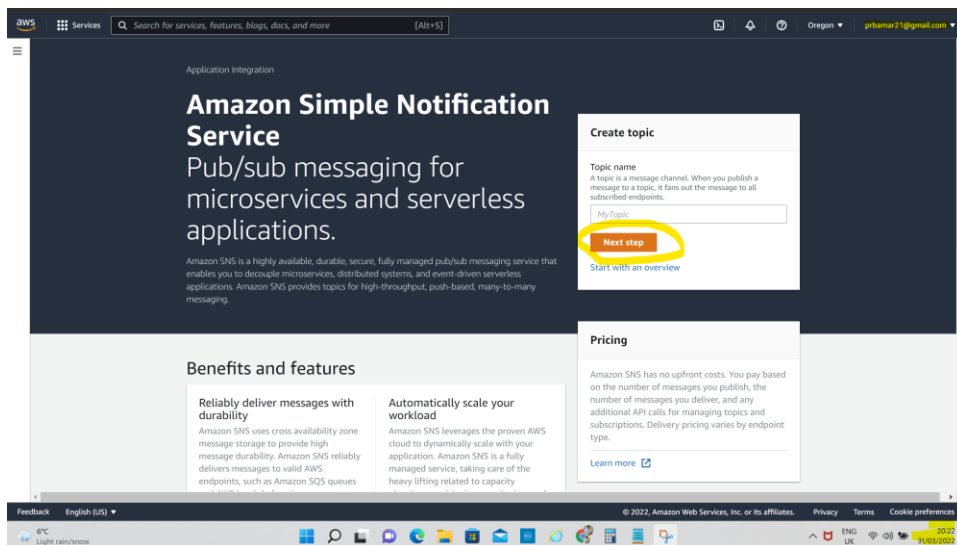 aws
Services
Search for services, features, blogs, docs, and more
[Alt+S]
Oregon ▼
prbamar21@gmail.com ▼
Application Integration
Amazon Simple Notification
Service
Pub/sub messaging for
microservices and serverless
applications.
Amazon SNS is a highly available, durable, secure, fully managed pub/sub messaging service that
enables you to decouple microservices, distributed systems, and event-driven serverless
applications. Amazon SNS provides topics for high-throughput, push-based, many-to-many
messaging.
Create topic
Topic name
A topic is a message channel. When you publish a
message to a topic, it fans out the message to all
subscribed endpoints.
MyTopic
Next step
Start with an overview
Pricing
Amazon SNS has no upfront costs. You pay based
on the number of messages you publish, the
number of messages you deliver, and any
additional API calls for managing topics and
subscriptions. Delivery pricing varies by endpoint
type.
Learn more
Benefits and features
Reliably deliver messages with
durability
Amazon SNS uses cross availability zone
message storage to provide high
message durability. Amazon SNS reliably
delivers messages to valid AWS
endpoints, such as Amazon SQS queues
Automatically scale your
workload
Amazon SNS leverages the proven AWS
cloud to dynamically scale with your
application. Amazon SNS is a fully
managed service, taking care of the
heavy lifting related to capacity
Feedback
English (US) ▼
© 2022, Amazon Web Services, Inc. or its affiliates.
Privacy
Terms
Cookie preferences
6°C
Light rain/snow
ENG
UK
20:22
31/03/2022